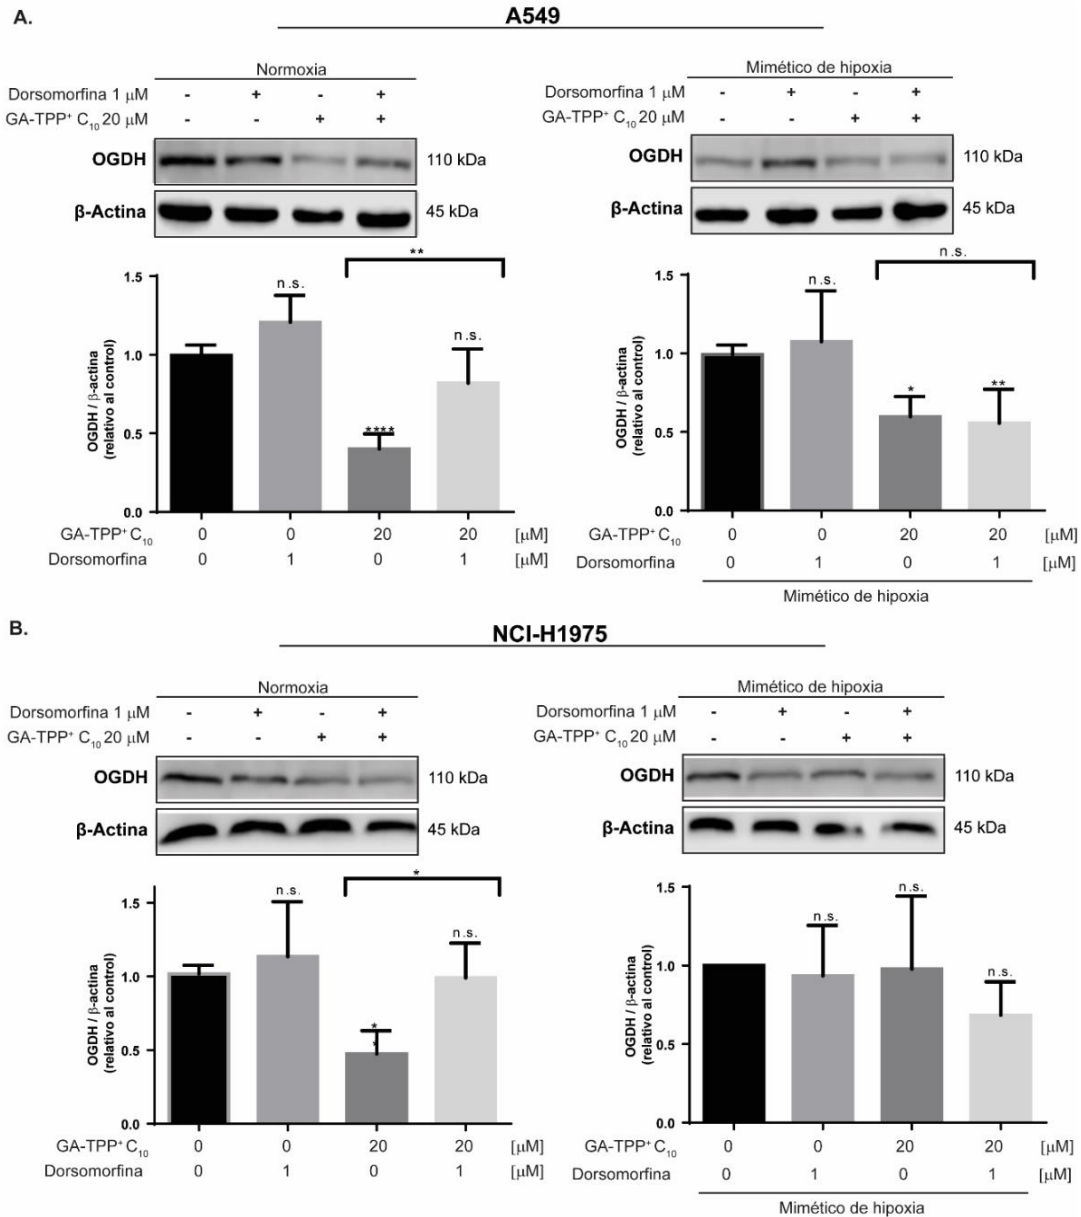 A.
A549
Normoxia
Dorsomorfina 1 μM - + - +
GA-TPP⁺ C₁₀ 20 μM - - + +
OGDH 110 kDa
β-Actina 45 kDa
**
n.s.
****
n.s.
OGDH / β-actina
(relativo al control)
1.5
1.0
0.5
0.0
GA-TPP⁺ C₁₀ 0 0 20 20 [μM]
Dorsomorfina 0 1 0 1 [μM]
Mimético de hipoxia
Dorsomorfina 1 μM - + - +
GA-TPP⁺ C₁₀ 20 μM - - + +
OGDH 110 kDa
β-Actina 45 kDa
n.s.
n.s.
*
**
OGDH / β-actina
(relativo al control)
1.5
1.0
0.5
0.0
GA-TPP⁺ C₁₀ 0 0 20 20 [μM]
Dorsomorfina 0 1 0 1 [μM]
Mimético de hipoxia
B.
NCI-H1975
Normoxia
Dorsomorfina 1 μM - + - +
GA-TPP⁺ C₁₀ 20 μM - - + +
OGDH 110 kDa
β-Actina 45 kDa
*
n.s.
*
*
n.s.
OGDH / β-actina
(relativo al control)
1.5
1.0
0.5
0.0
GA-TPP⁺ C₁₀ 0 0 20 20 [μM]
Dorsomorfina 0 1 0 1 [μM]
Mimético de hipoxia
Dorsomorfina 1 μM - + - +
GA-TPP⁺ C₁₀ 20 μM - - + +
OGDH 110 kDa
β-Actina 45 kDa
n.s.
n.s.
n.s.
OGDH / β-actina
(relativo al control)
1.5
1.0
0.5
0.0
GA-TPP⁺ C₁₀ 0 0 20 20 [μM]
Dorsomorfina 0 1 0 1 [μM]
Mimético de hipoxia